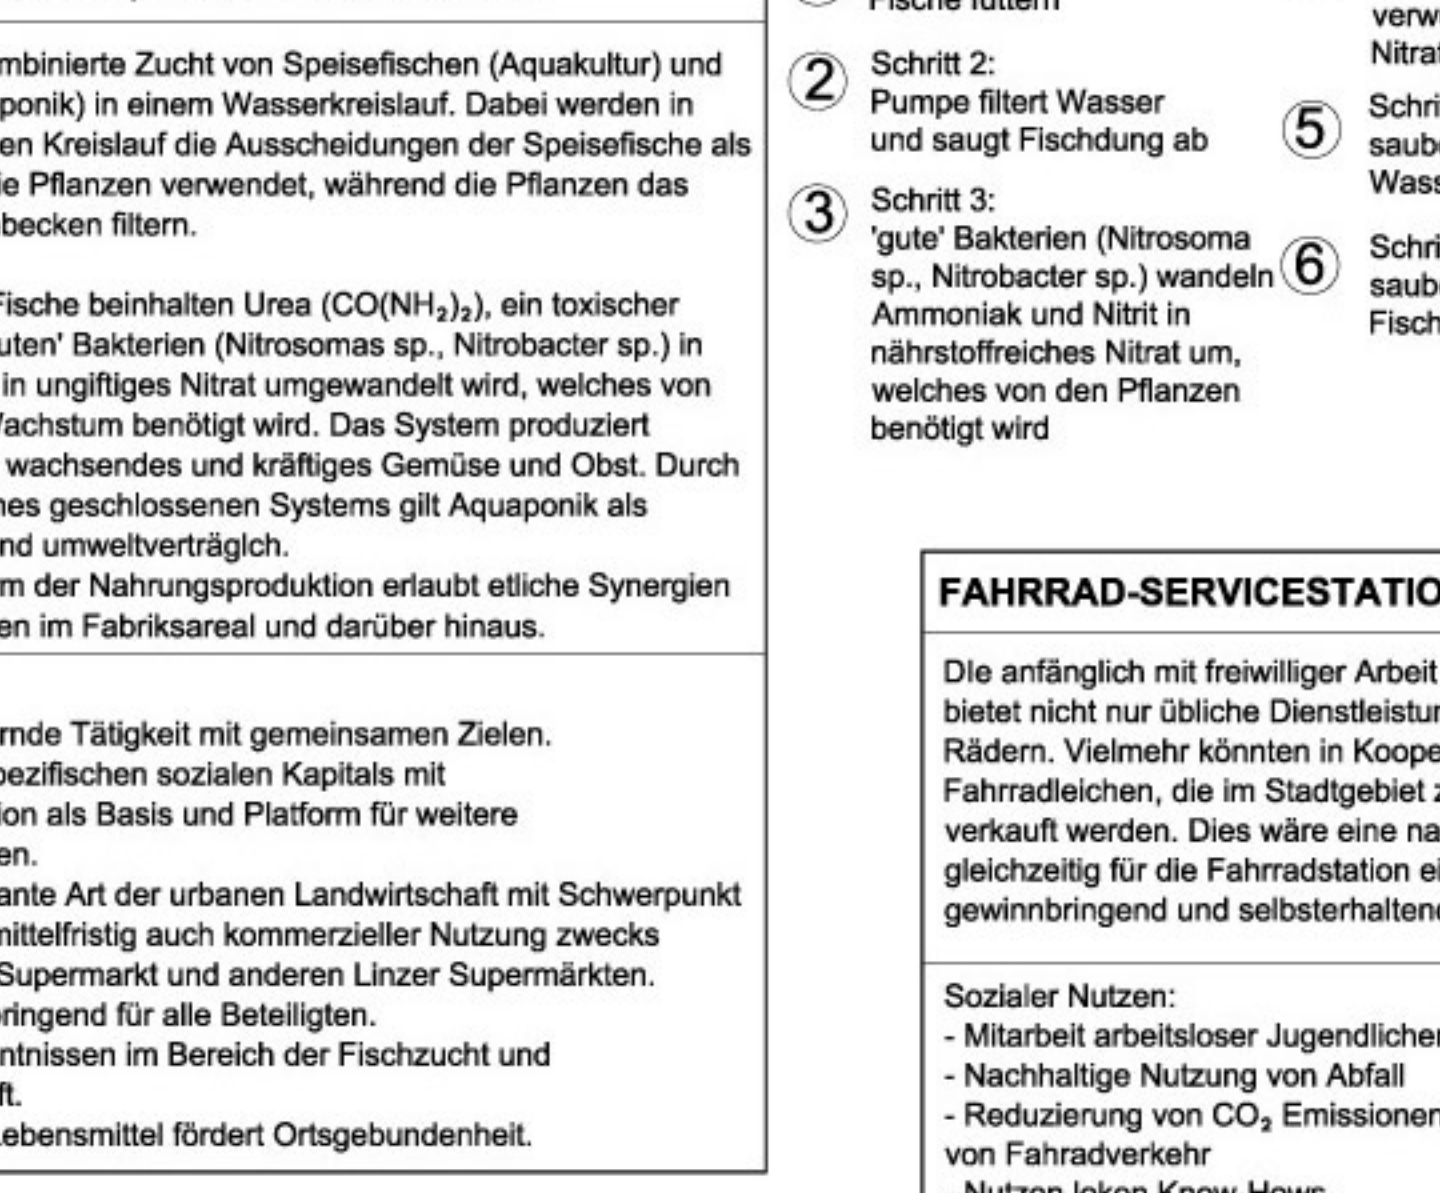 mbinierte Zucht von Speisefischen (Aquakultur) und
ponik) in einem Wasserkreislauf. Dabei werden in
en Kreislauf die Ausscheidungen der Speisefische als
ie Pflanzen verwendet, während die Pflanzen das
becken filtern.
Fische beinhalten Urea (CO(NH₂)₂), ein toxischer
uten' Bakterien (Nitrosomas sp., Nitrobacter sp.) in
in ungiftiges Nitrat umgewandelt wird, welches von
Wachstum benötigt wird. Das System produziert
wachsendes und kräftiges Gemüse und Obst. Durch
nes geschlossenen Systems gilt Aquaponik als
nd umweltverträglch.
m der Nahrungsproduktion erlaubt etliche Synergien
en im Fabriksareal und darüber hinaus.
rnde Tätigkeit mit gemeinsamen Zielen.
pezifischen sozialen Kapitals mit
ion als Basis und Platform für weitere
en.
ante Art der urbanen Landwirtschaft mit Schwerpunkt
mittelfristig auch kommerzieller Nutzung zwecks
Supermarkt und anderen Linzer Supermärkten.
ringend für alle Beteiligten.
ntnissen im Bereich der Fischzucht und
ft.
Lebensmittel fördert Ortsgebundenheit.
Fische füttern
2 Schritt 2:
Pumpe filtert Wasser
und saugt Fischdung ab
3 Schritt 3:
'gute' Bakterien (Nitrosoma
sp., Nitrobacter sp.) wandeln
Ammoniak und Nitrit in
nährstoffreiches Nitrat um,
welches von den Pflanzen
benötigt wird
verw
Nitrat
5 Schri
saub
Wass
6 Schri
saub
Fisch
FAHRRAD-SERVICESTATIO
DIe anfänglich mit freiwilliger Arbeit
bietet nicht nur übliche Dienstleistur
Rädern. Vielmehr könnten in Koope
Fahrradleichen, die im Stadtgebiet z
verkauft werden. Dies wäre eine na
gleichzeitig für die Fahrradstation ei
gewinnbringend und selbsterhaltend
Sozialer Nutzen:
- Mitarbeit arbeitsloser Jugendlicher
- Nachhaltige Nutzung von Abfall
- Reduzierung von CO₂ Emissionen
von Fahradverkehr
- Nutzen loken Know-Hows